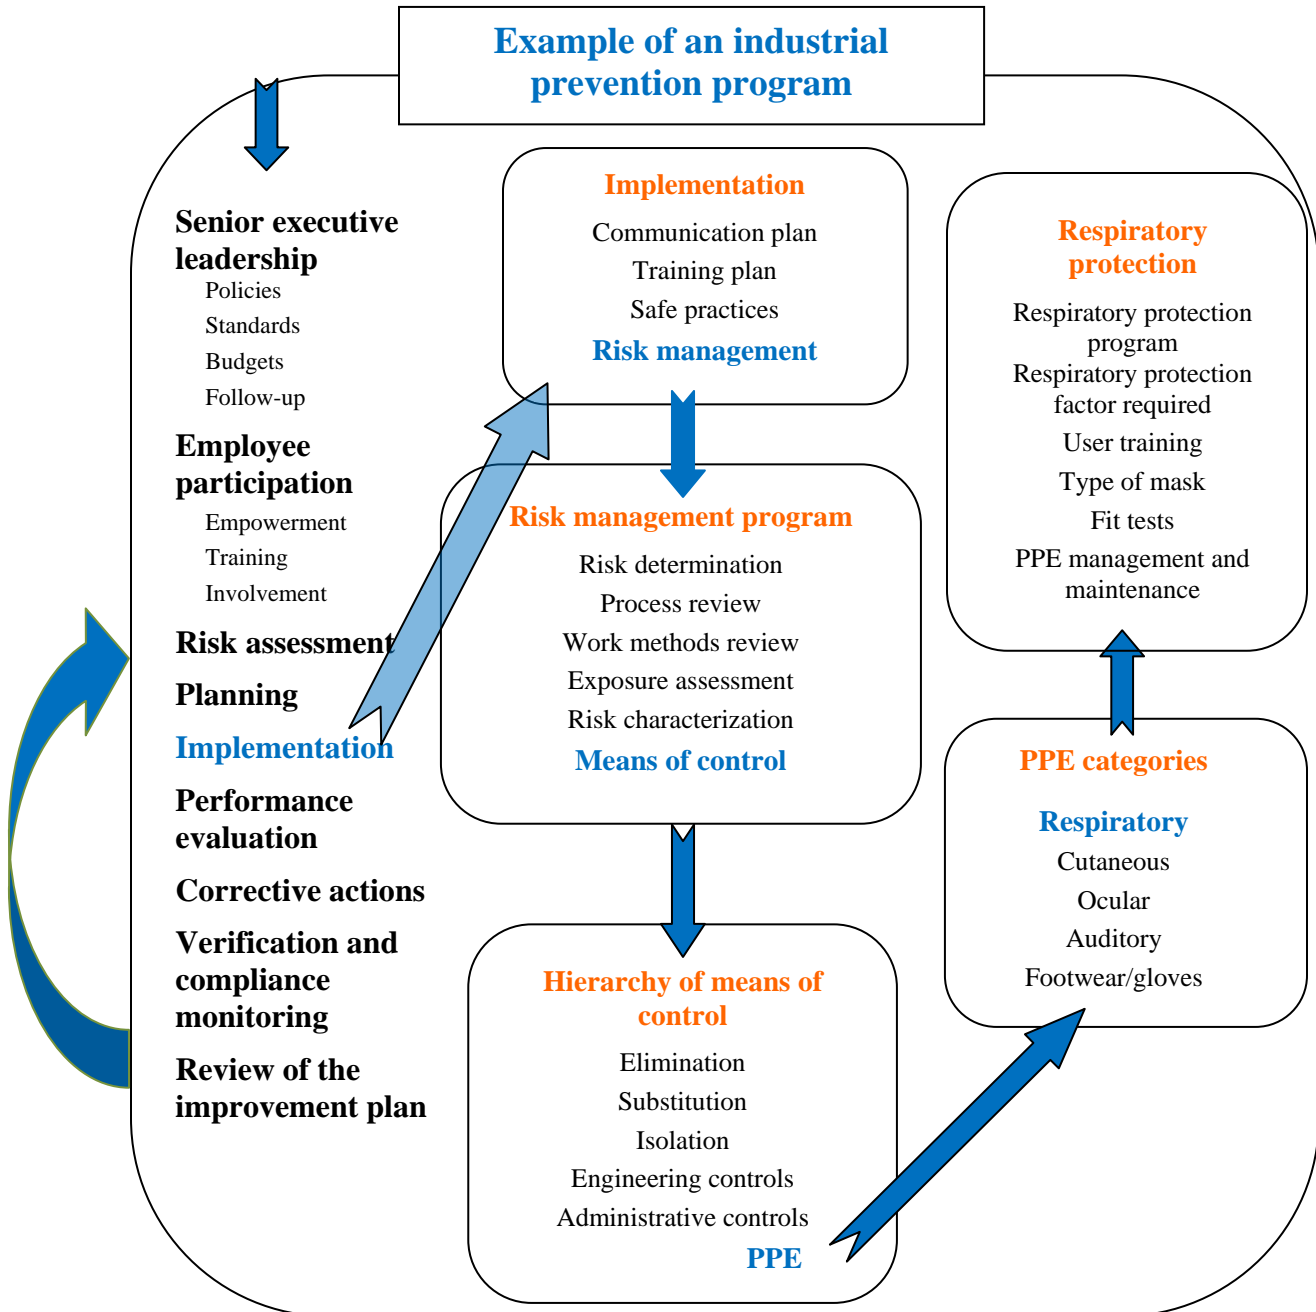 Example of an industrial
prevention program
Senior executive
leadership
Policies
Standards
Budgets
Follow-up
Employee
participation
Empowerment
Training
Involvement
Risk assessment
Planning
Implementation
Performance
evaluation
Corrective actions
Verification and
compliance
monitoring
Review of the
improvement plan
Implementation
Communication plan
Training plan
Safe practices
Risk management
Risk management program
Risk determination
Process review
Work methods review
Exposure assessment
Risk characterization
Means of control
Hierarchy of means of
control
Elimination
Substitution
Isolation
Engineering controls
Administrative controls
PPE
PPE categories
Respiratory
Cutaneous
Ocular
Auditory
Footwear/gloves
Respiratory
protection
Respiratory protection
program
Respiratory protection
factor required
User training
Type of mask
Fit tests
PPE management and
maintenance